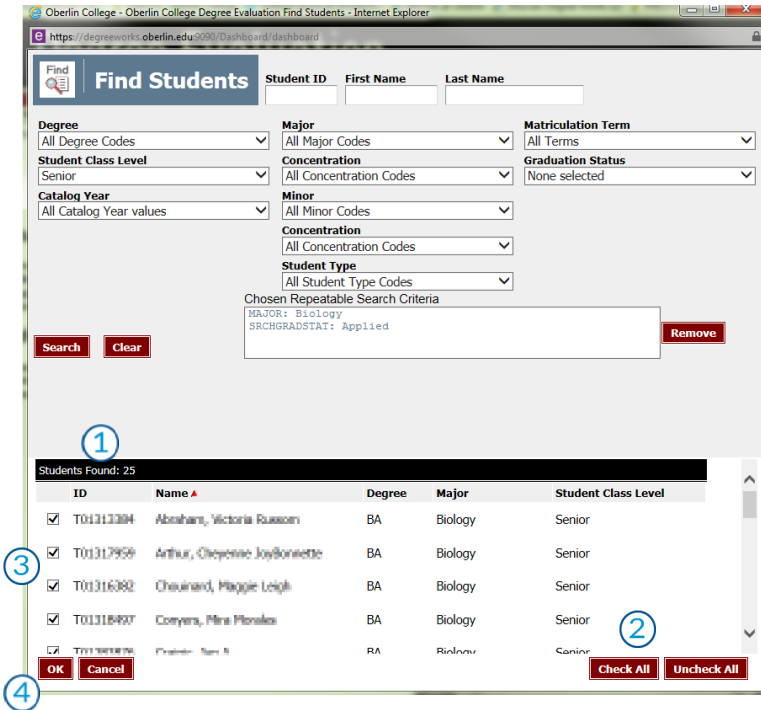 Oberlin College - Oberlin College Degree Evaluation Find Students - Internet Explorer
https://degreeworks.oberlin.edu:9090/Dashboard/dashboard
Find
Find Students
Student ID First Name Last Name
Degree Major Matriculation Term
All Degree Codes All Major Codes All Terms
Student Class Level Concentration Graduation Status
Senior All Concentration Codes None selected
Catalog Year Minor
All Catalog Year values All Minor Codes
Concentration
All Concentration Codes
Student Type
All Student Type Codes
Chosen Repeatable Search Criteria
MAJOR: Biology
SRCHGRADSTAT: Applied
Remove
Search Clear
1
Students Found: 25
ID Name Degree Major Student Class Level
BA Biology Senior
BA Biology Senior
3
BA Biology Senior
BA Biology Senior
2
BA Biology Senior
OK Cancel Check All Uncheck All
4